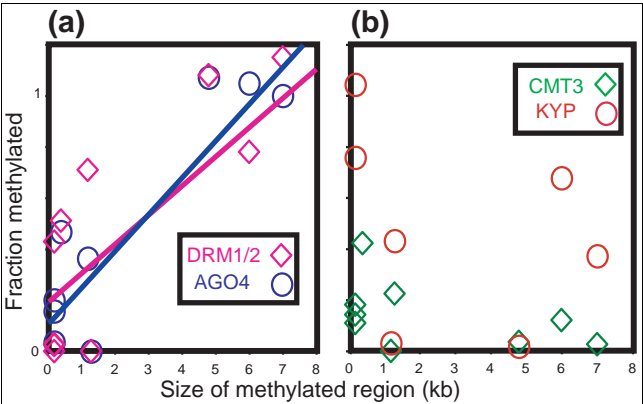 (a)
(b)
Fraction methylated
1
0
DRM1/2
AGO4
CMT3
KYP
0 1 2 3 4 5 6 7 8
0 1 2 3 4 5 6 7 8
Size of methylated region (kb)